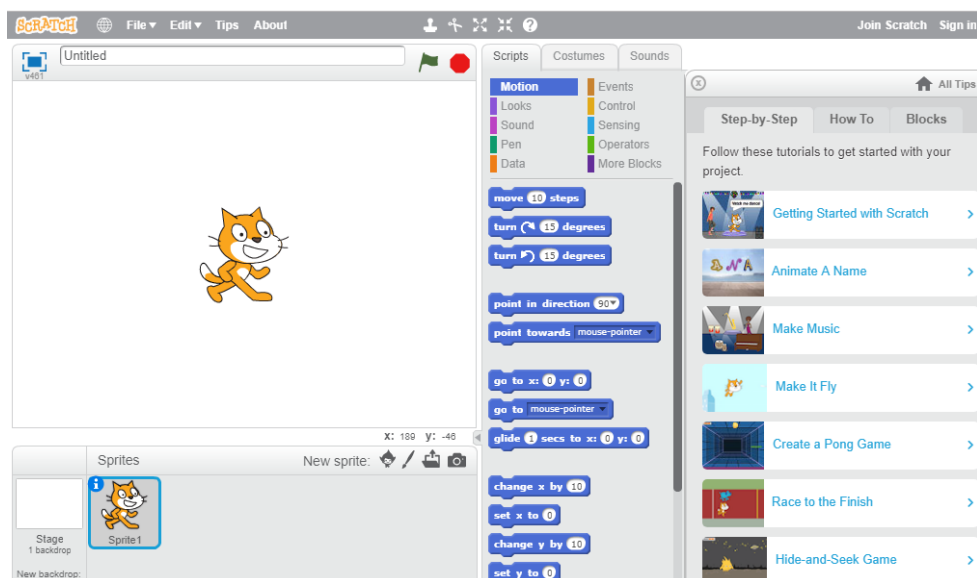 SCRATCH File Edit Tips About Join Scratch Sign in
v461
Untitled
Scripts Costumes Sounds
Motion Events
Looks Control
Sound Sensing
Pen Operators
Data More Blocks
move 10 steps
turn 15 degrees
turn 15 degrees
point in direction 90
point towards mouse-pointer
go to x: 0 y: 0
go to mouse-pointer
glide 1 secs to x: 0 y: 0
change x by 10
set x to 0
change y by 10
set y to 0
X: 189 y: -46
Sprites New sprite:
Stage
1 backdrop
New backdrop:
Sprite1
All Tips
Step-by-Step How To Blocks
Follow these tutorials to get started with your
project.
Getting Started with Scratch
Animate A Name
Make Music
Make It Fly
Create a Pong Game
Race to the Finish
Hide-and-Seek Game